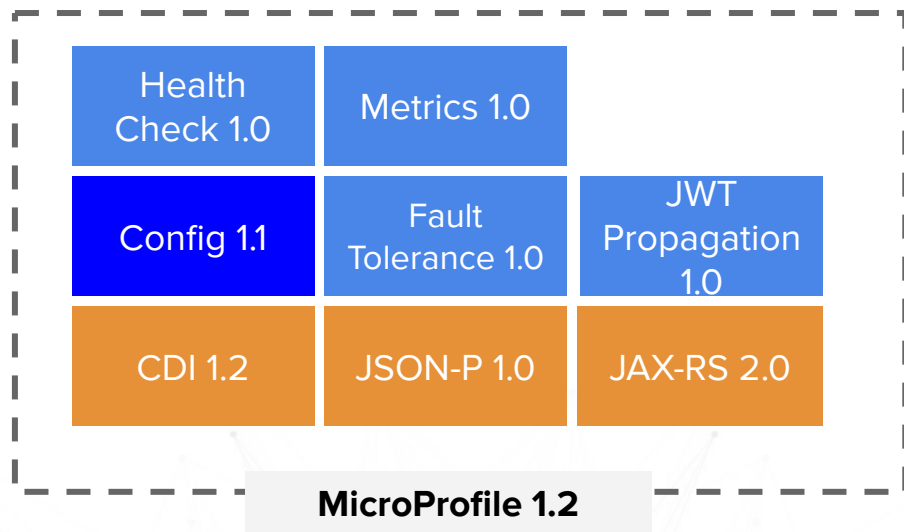 Health
Check 1.0
Metrics 1.0
Config 1.1
Fault
Tolerance 1.0
JWT
Propagation
1.0
CDI 1.2
JSON-P 1.0
JAX-RS 2.0
MicroProfile 1.2